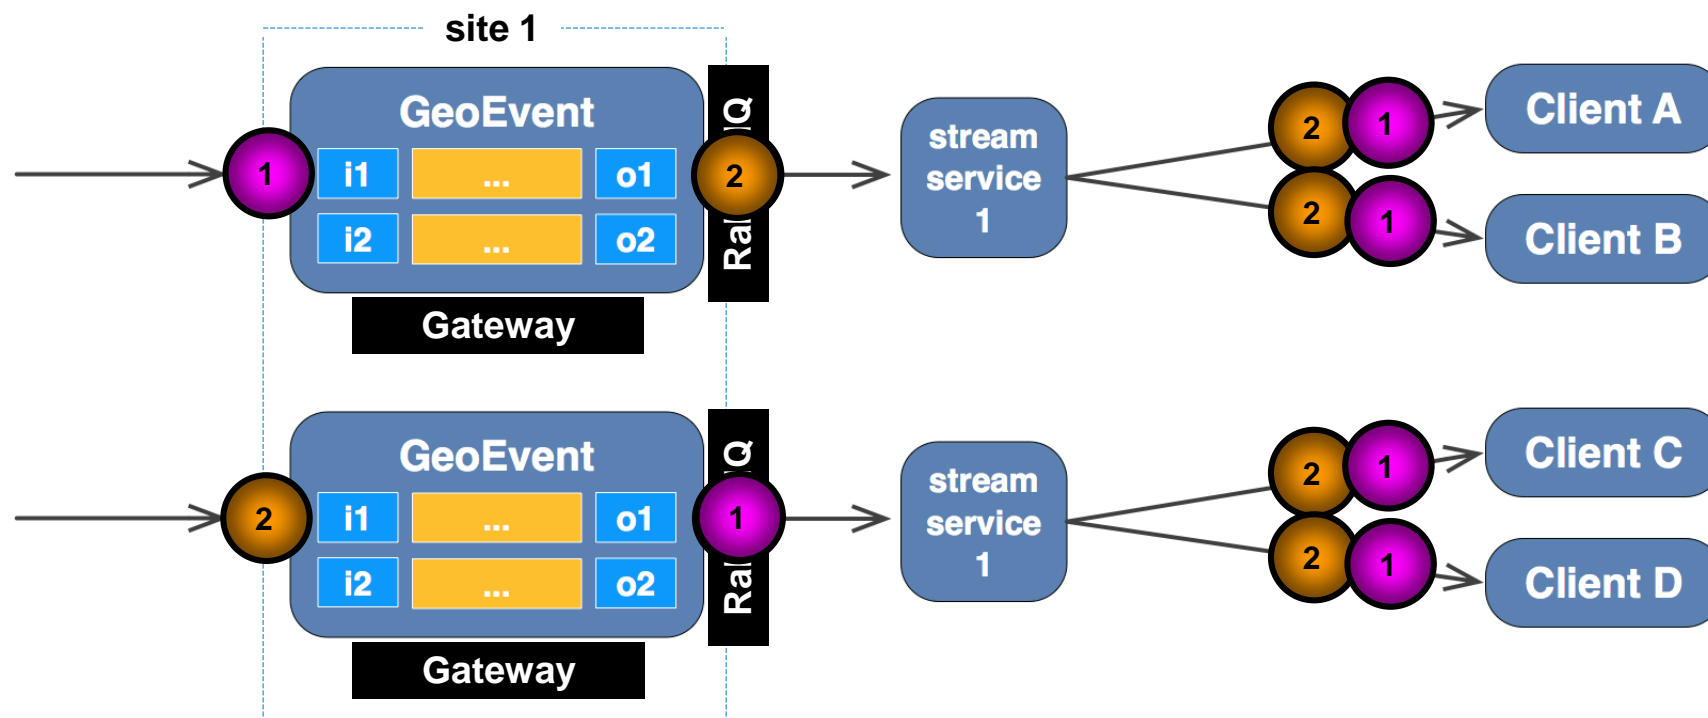 site 1
GeoEvent
1
i1
...
o1
2
i2
...
o2
Gateway
stream
service
1
2
1
2
1
Client A
Client B
GeoEvent
2
i1
...
o1
1
i2
...
o2
Gateway
stream
service
1
2
1
2
1
Client C
Client D